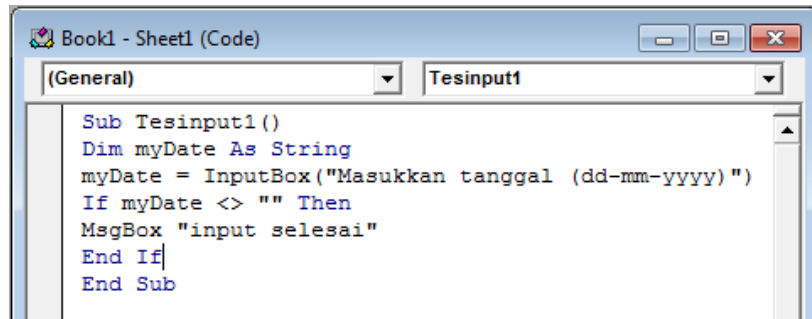 Book1 - Sheet1 (Code)
(General) Tesinput1
Sub Tesinput1()
Dim myDate As String
myDate = InputBox("Masukkan tanggal (dd-mm-yyyy)")
If myDate <> "" Then
MsgBox "input selesai"
End If
End Sub